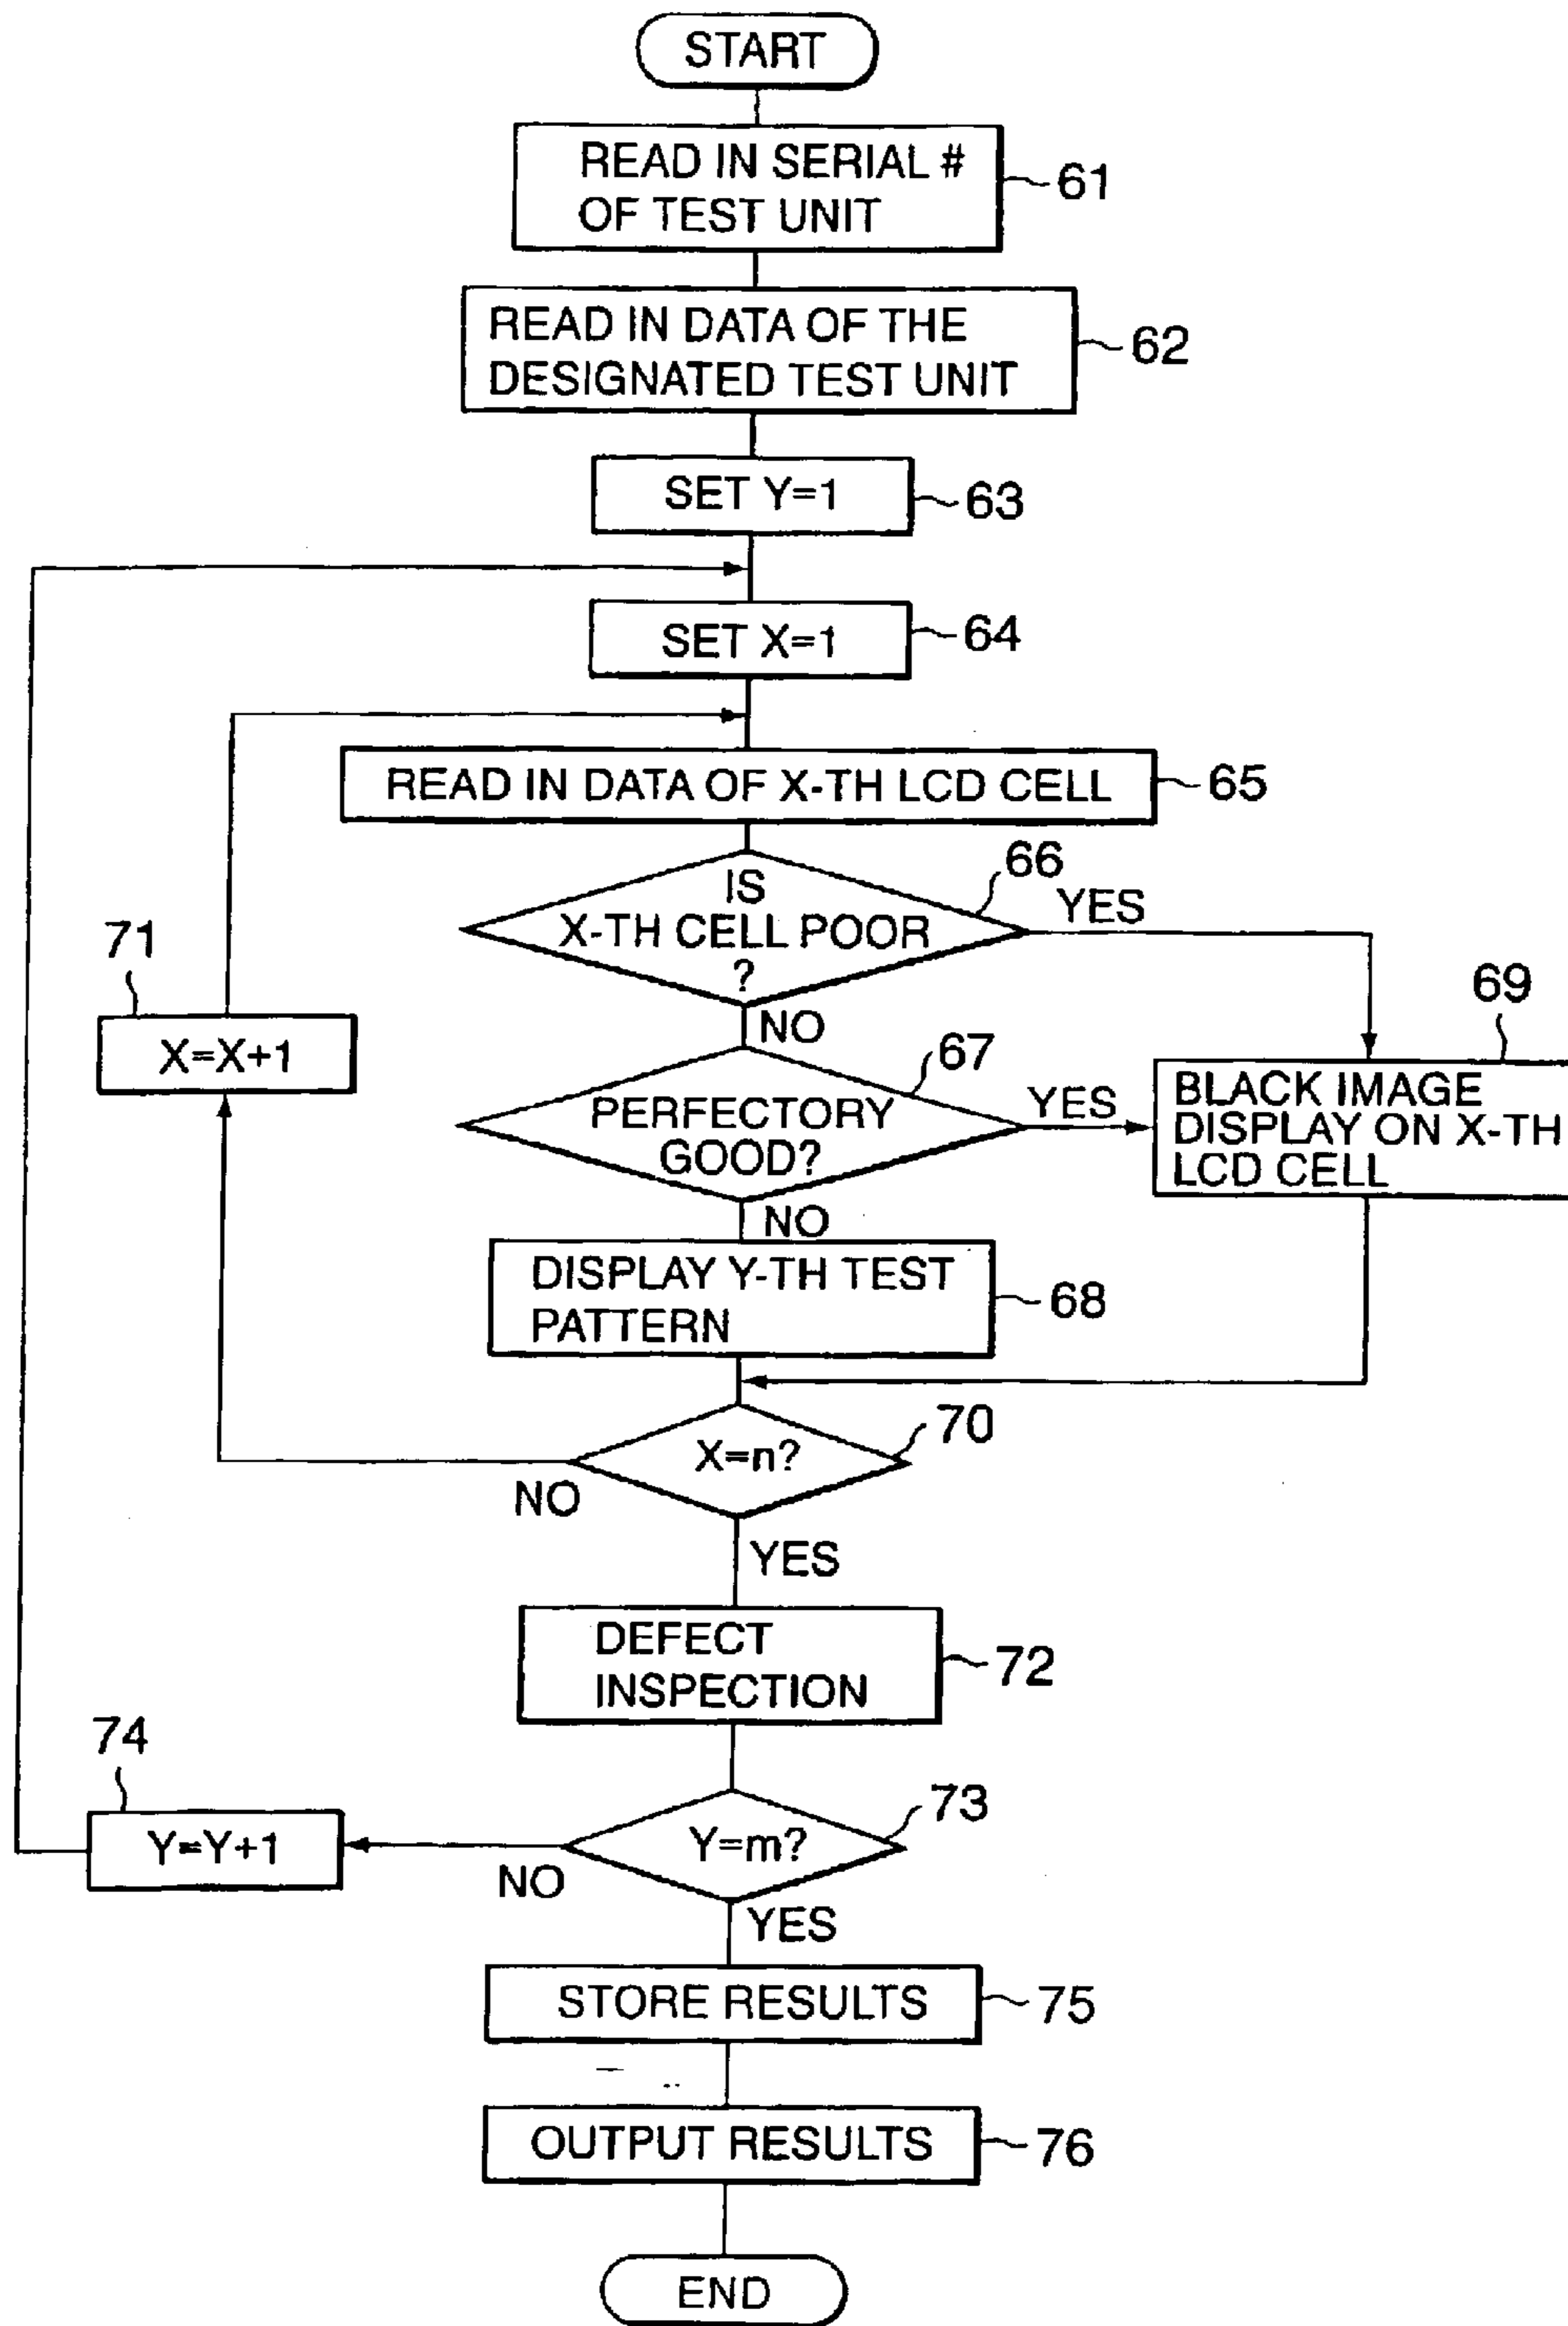 START
READ IN SERIAL #
OF TEST UNIT
61
READ IN DATA OF THE
DESIGNATED TEST UNIT
62
SET Y=1
63
SET X=1
64
READ IN DATA OF X-TH LCD CELL
65
IS
X-TH CELL POOR
?
66
YES
NO
71
X=X+1
PERFECTORY
GOOD?
67
YES
NO
69
BLACK IMAGE
DISPLAY ON X-TH
LCD CELL
DISPLAY Y-TH TEST
PATTERN
68
X=n?
70
NO
YES
DEFECT
INSPECTION
72
74
Y=Y+1
Y=m?
73
NO
YES
STORE RESULTS
75
OUTPUT RESULTS
76
END